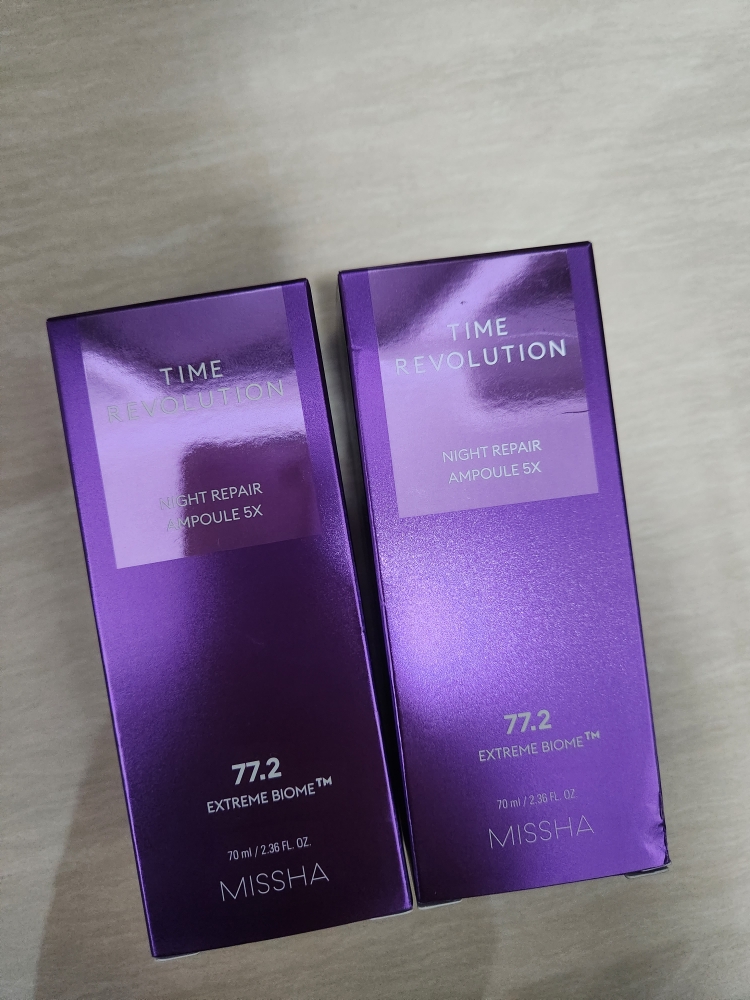 TIME
REVOLUTION
NIGHT REPAIR
AMPOULE 5X
77.2
EXTREME BIOME™
70 ml / 2.36 FL. OZ.
MISSHA
TIME
REVOLUTION
NIGHT REPAIR
AMPOULE 5X
77.2
EXTREME BIOME™
70 ml / 2.36 FL. OZ.
MISSHA